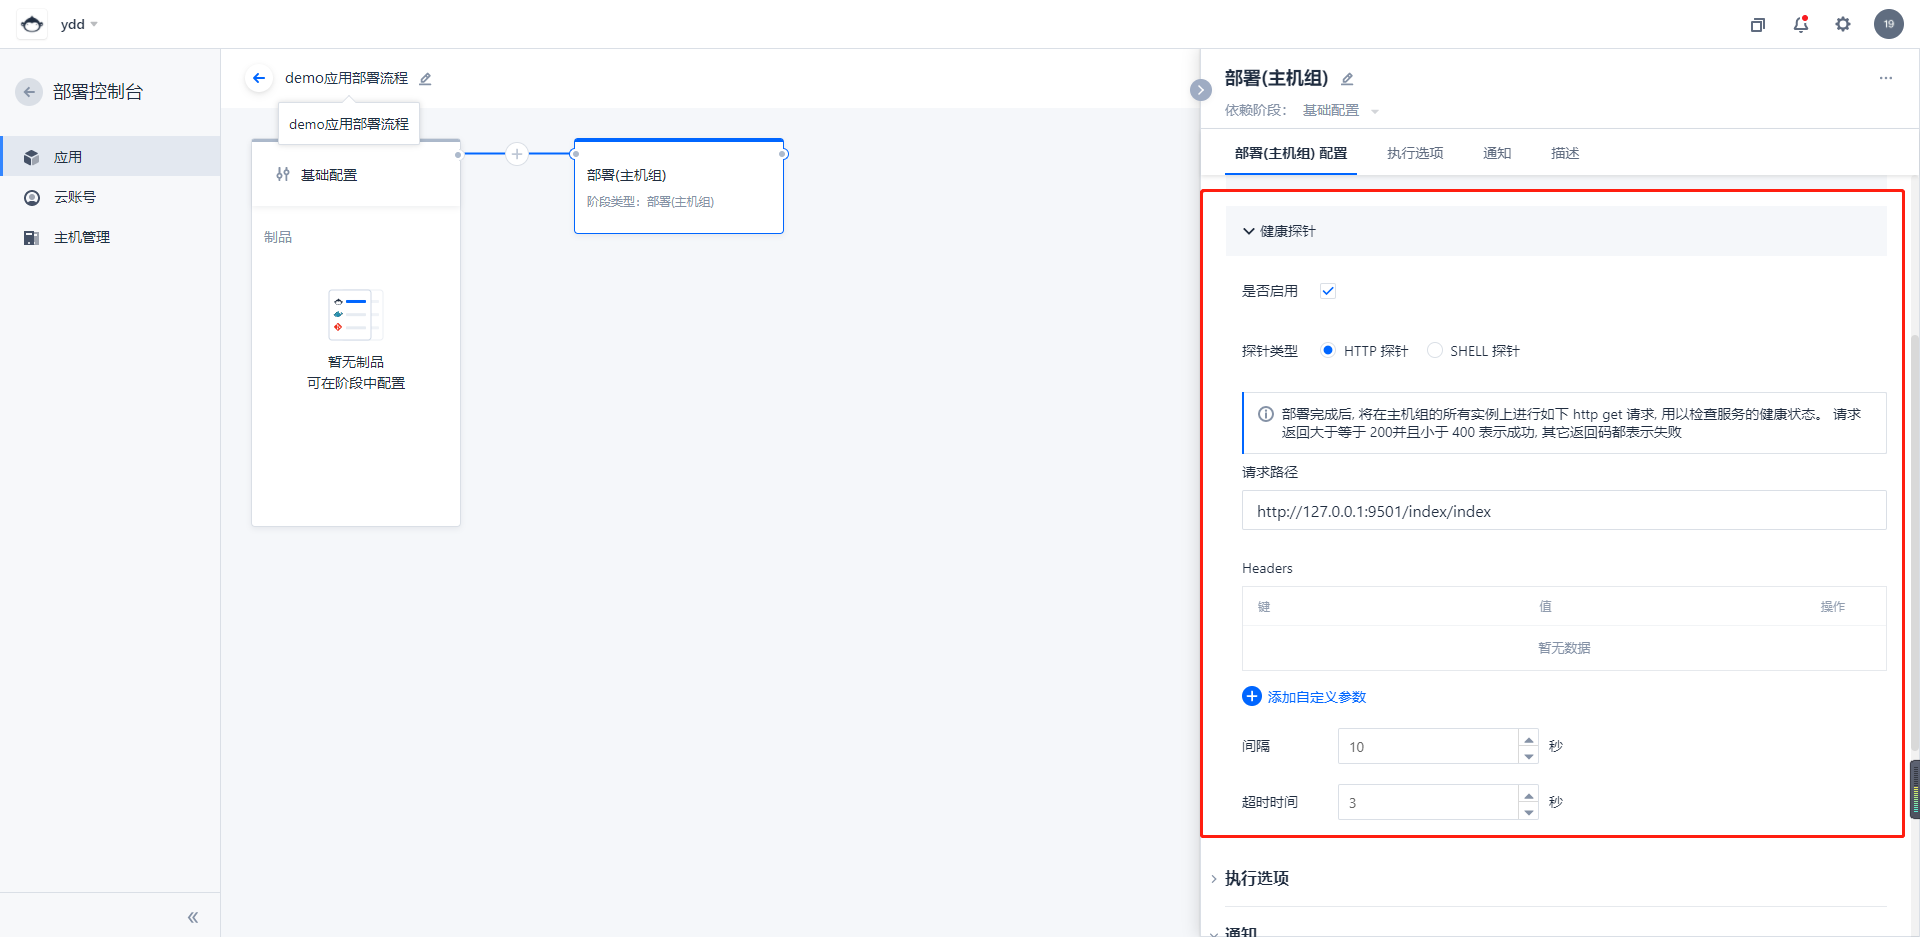 ydd
19
部署控制台
应用
云账号
主机管理
demo应用部署流程
demo应用部署流程
基础配置
制品
暂无制品
可在阶段中配置
部署(主机组)
阶段类型：部署(主机组)
部署(主机组)
依赖阶段：
基础配置
部署(主机组) 配置
执行选项
通知
描述
健康探针
是否启用
探针类型
HTTP 探针
SHELL 探针
部署完成后, 将在主机组的所有实例上进行如下 http get 请求, 用以检查服务的健康状态。 请求
返回大于等于 200并且小于 400 表示成功, 其它返回码都表示失败
请求路径
http://127.0.0.1:9501/index/index
Headers
键
值
操作
暂无数据
添加自定义参数
间隔
10
秒
超时时间
3
秒
执行选项
通知